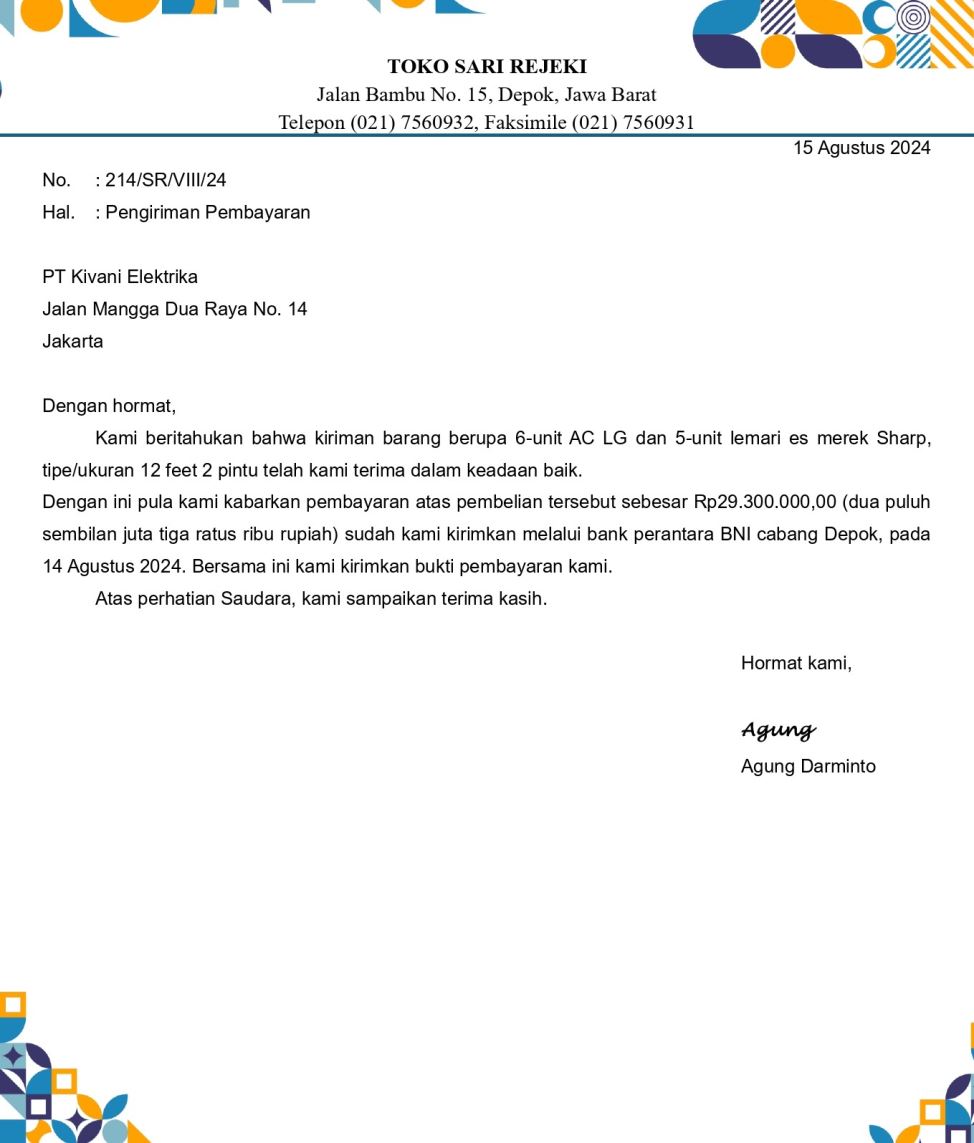 TOKO SARI REJEKI
Jalan Bambu No. 15, Depok, Jawa Barat
Telepon (021) 7560932, Faksimile (021) 7560931
15 Agustus 2024
No. : 214/SR/VIII/24
Hal. : Pengiriman Pembayaran
PT Kivani Elektrika
Jalan Mangga Dua Raya No. 14
Jakarta
Dengan hormat,
Kami beritahukan bahwa kiriman barang berupa 6-unit AC LG dan 5-unit lemari es merek Sharp,
tipe/ukuran 12 feet 2 pintu telah kami terima dalam keadaan baik.
Dengan ini pula kami kabarkan pembayaran atas pembelian tersebut sebesar Rp29.300.000,00 (dua puluh
sembilan juta tiga ratus ribu rupiah) sudah kami kirimkan melalui bank perantara BNI cabang Depok, pada
14 Agustus 2024. Bersama ini kami kirimkan bukti pembayaran kami.
Atas perhatian Saudara, kami sampaikan terima kasih.
Hormat kami,
Agung
Agung Darminto